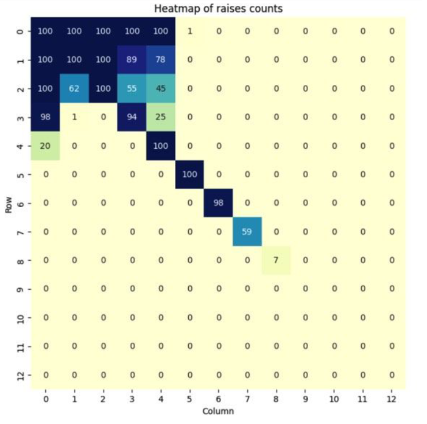 Heatmap of raises counts
0 100 100 100 100 100 1 0 0 0 0 0 0 0
1 100 100 100 89 78 0 0 0 0 0 0 0 0
2 100 62 100 55 45 0 0 0 0 0 0 0 0
3 98 1 0 94 25 0 0 0 0 0 0 0 0
4 20 0 0 0 100 0 0 0 0 0 0 0 0
5 0 0 0 0 0 100 0 0 0 0 0 0 0
6 0 0 0 0 0 0 98 0 0 0 0 0 0
7 0 0 0 0 0 0 0 59 0 0 0 0 0
8 0 0 0 0 0 0 0 0 7 0 0 0 0
9 0 0 0 0 0 0 0 0 0 0 0 0 0
10 0 0 0 0 0 0 0 0 0 0 0 0 0
11 0 0 0 0 0 0 0 0 0 0 0 0 0
12 0 0 0 0 0 0 0 0 0 0 0 0 0
0 1 2 3 4 5 6 7 8 9 10 11 12
Row
Column